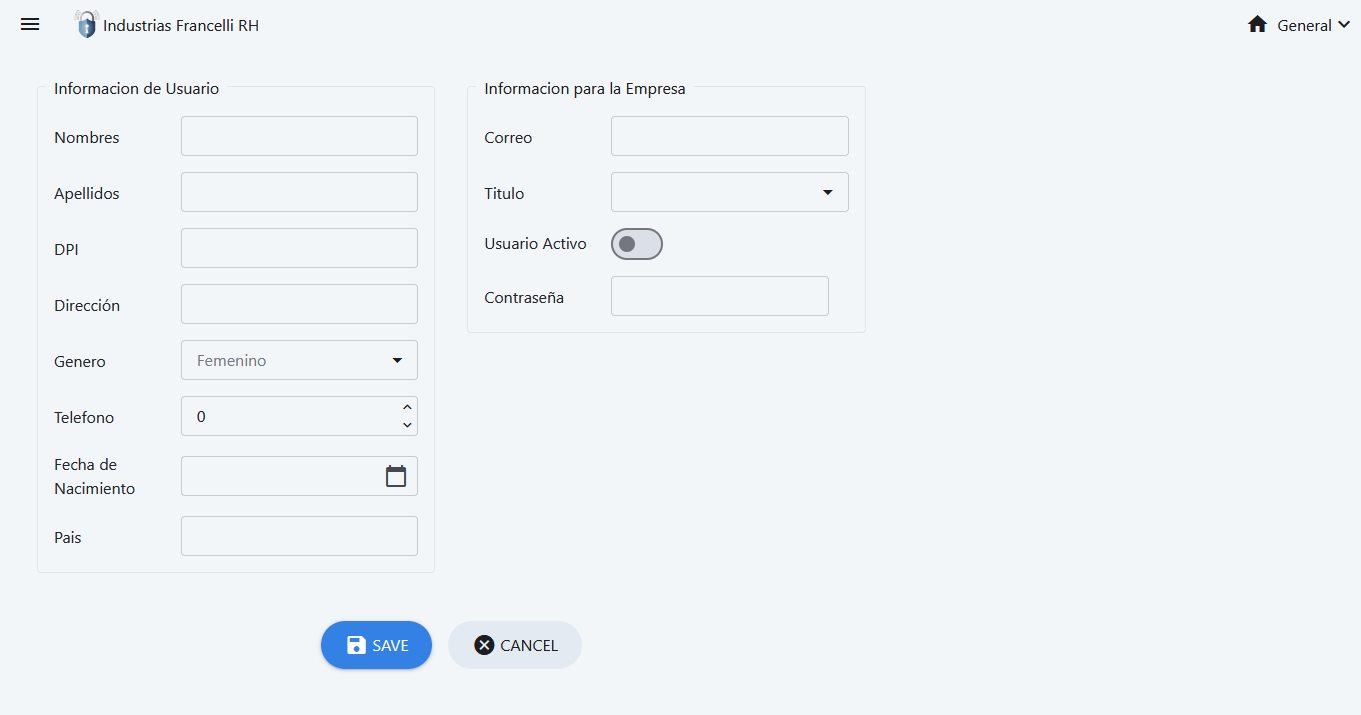 Industrias Francelli RH
General
Informacion de Usuario
Nombres
Apellidos
DPI
Dirección
Genero
Femenino
Telefono
0
Fecha de
Nacimiento
Pais
Informacion para la Empresa
Correo
Titulo
Usuario Activo
Contraseña
SAVE
CANCEL